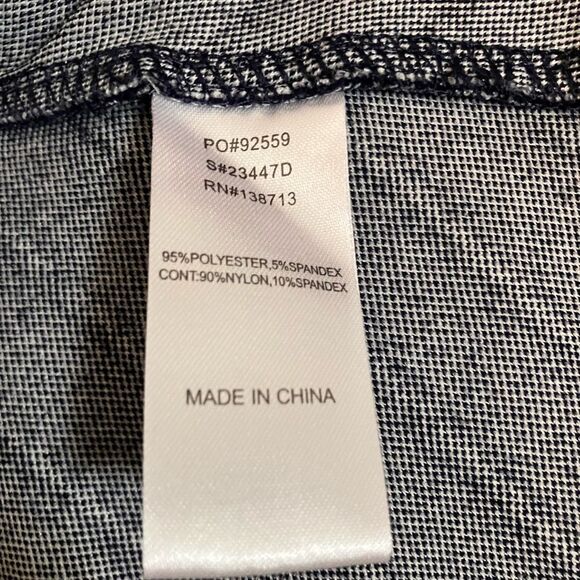 PO#92559
S#23447D
RN#138713
95%POLYESTER,5%SPANDEX
CONT:90%NYLON,10%SPANDEX
MADE IN CHINA